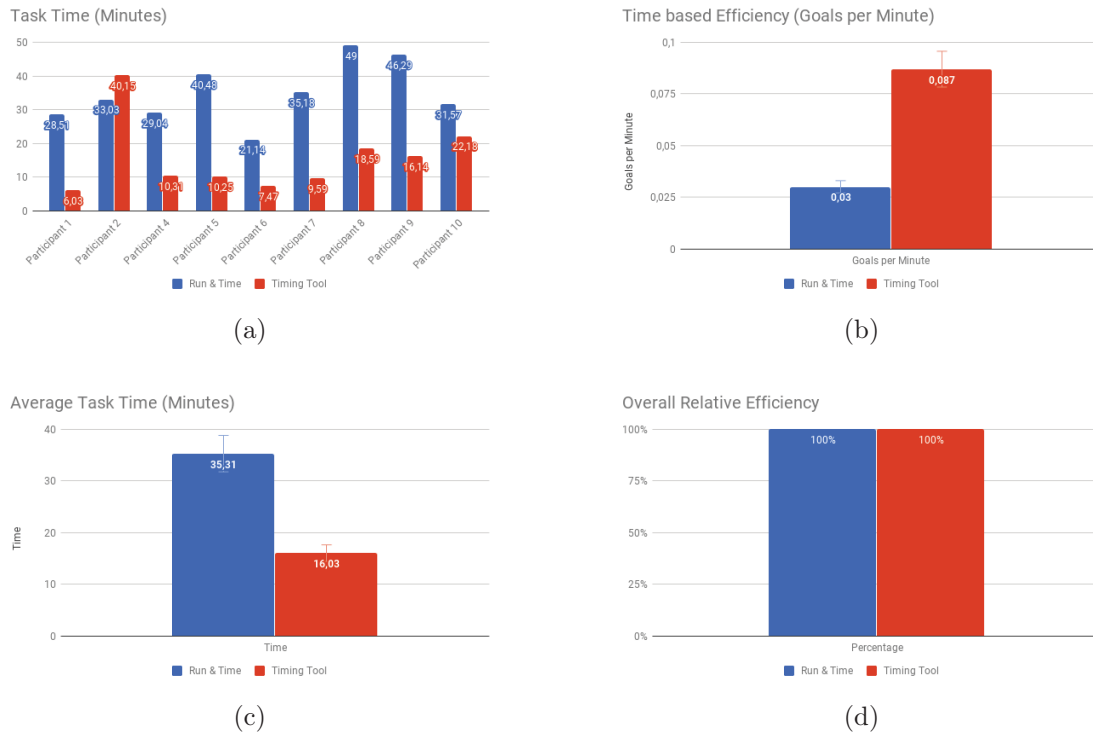 Task Time (Minutes)
50
40
30
20
10
0
28,51
6,03
33,03
40,15
29,04
10,31
40,48
10,25
21,14
7,47
35,18
9,59
49
18,59
46,29
16,14
31,57
22,18
Participant 1
Participant 2
Participant 4
Participant 5
Participant 6
Participant 7
Participant 8
Participant 9
Participant 10
Run & Time Timing Tool
(a)
Time based Efficiency (Goals per Minute)
Goals per Minute
0,1
0,075
0,05
0,025
0
0,03
0,087
Goals per Minute
Run & Time Timing Tool
(b)
Average Task Time (Minutes)
Time
40
30
20
10
0
35,31
16,03
Time
Run & Time Timing Tool
(c)
Overall Relative Efficiency
100%
75%
50%
25%
0%
100%
100%
Percentage
Run & Time Timing Tool
(d)